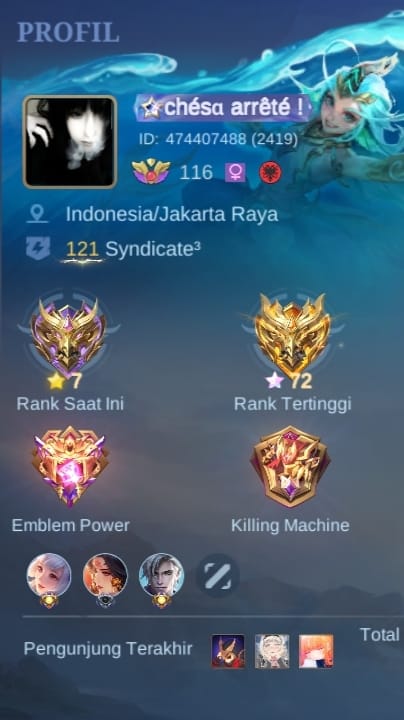 PROFIL
chésα arrêté !
ID: 474407488 (2419)
116
Indonesia/Jakarta Raya
121 Syndicate³
7
72
Rank Saat Ini
Rank Tertinggi
Emblem Power
Killing Machine
Total
Pengunjung Terakhir